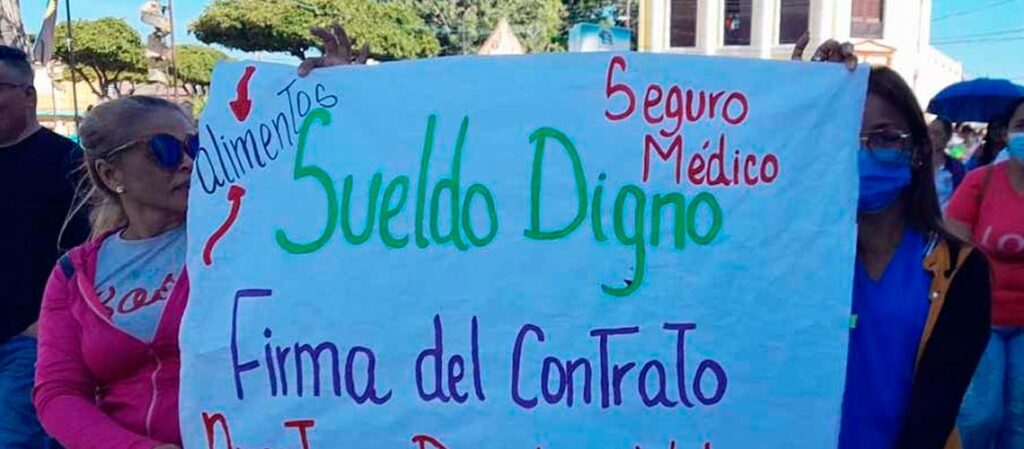 alimentos
Seguro
Médico
Sueldo Digno
Firma del Contrato